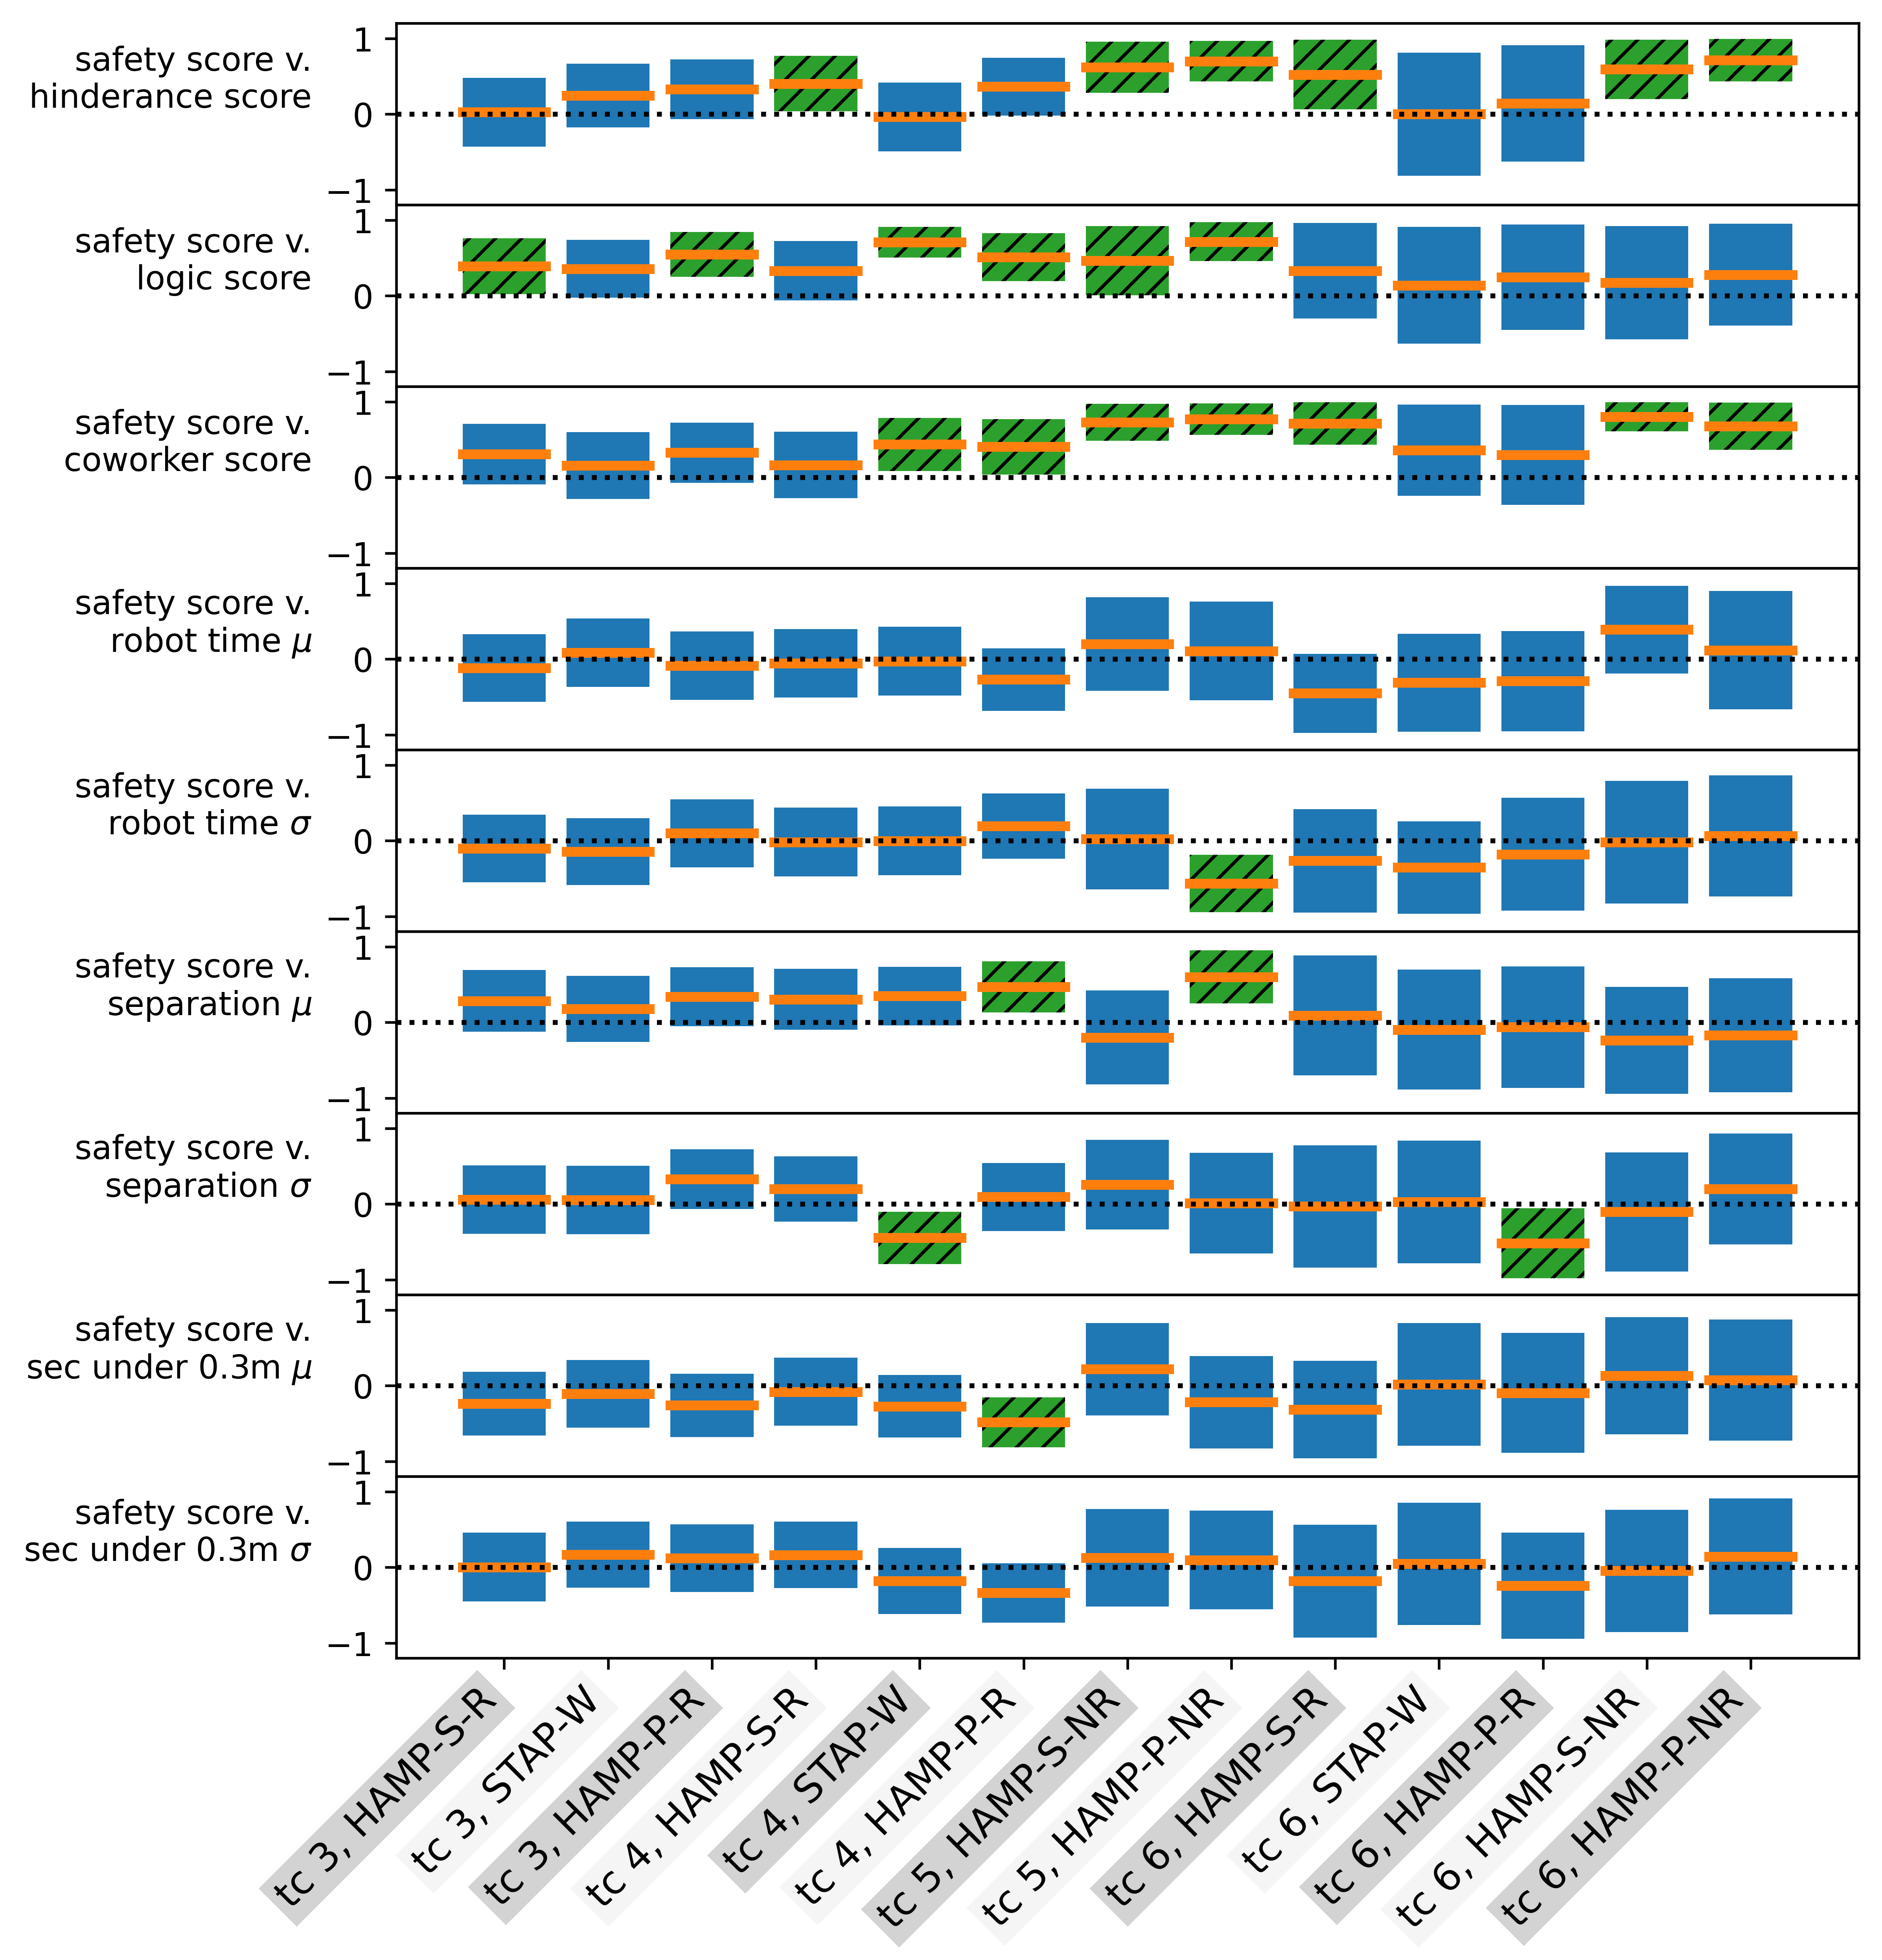 safety score v.
hinderance score
1
0
−1
safety score v.
logic score
1
0
−1
safety score v.
coworker score
1
0
−1
safety score v.
robot time μ
1
0
−1
safety score v.
robot time σ
1
0
−1
safety score v.
separation μ
1
0
−1
safety score v.
separation σ
1
0
−1
safety score v.
sec under 0.3m μ
1
0
−1
safety score v.
sec under 0.3m σ
1
0
−1
tc 3, HAMP-S-R
tc 3, STAP-W
tc 3, HAMP-P-R
tc 4, HAMP-S-R
tc 4, STAP-W
tc 4, HAMP-P-R
tc 5, HAMP-S-NR
tc 5, HAMP-P-NR
tc 6, HAMP-S-R
tc 6, STAP-W
tc 6, HAMP-P-R
tc 6, HAMP-S-NR
tc 6, HAMP-P-NR